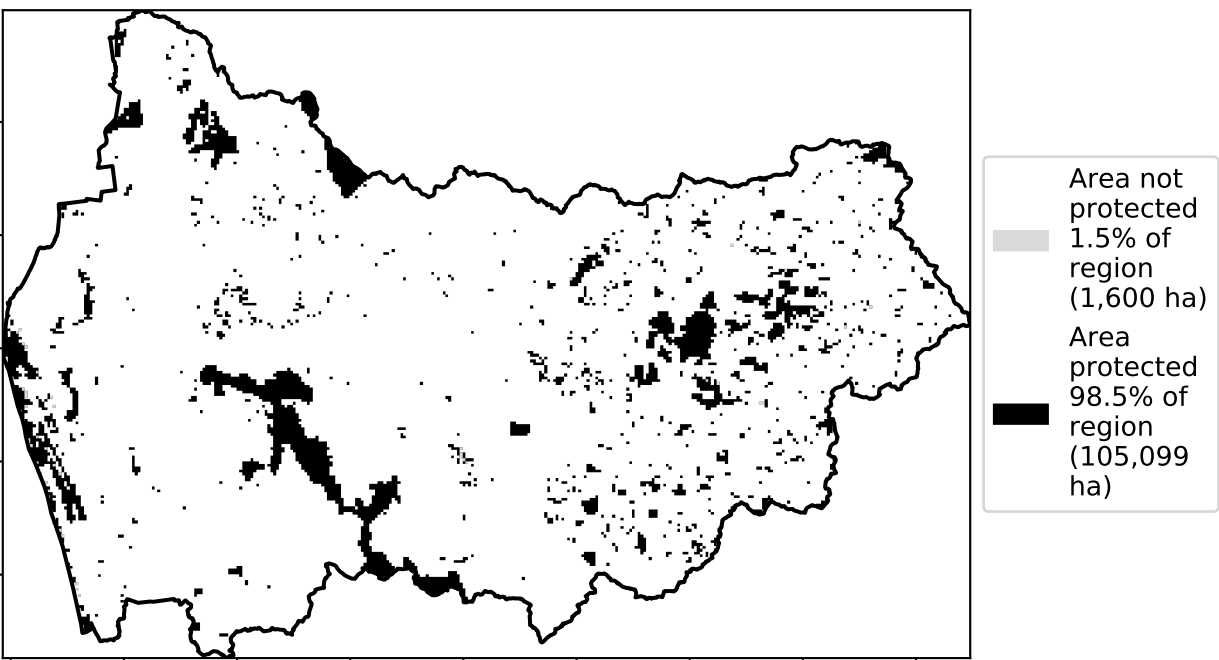 Area not
protected
1.5% of
region
(1,600 ha)
Area
protected
98.5% of
region
(105,099
ha)